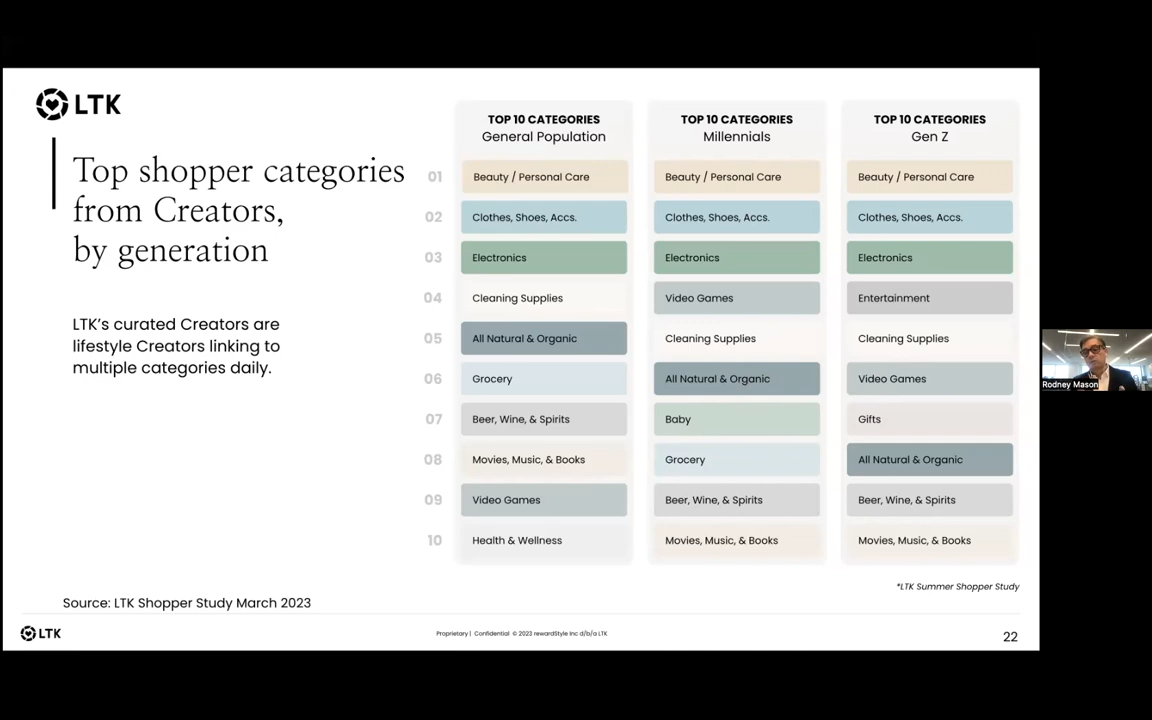 LTK
Top shopper categories
from Creators,
by generation
LTK's curated Creators are
lifestyle Creators linking to
multiple categories daily.
TOP 10 CATEGORIES
General Population
TOP 10 CATEGORIES
Millennials
TOP 10 CATEGORIES
Gen Z
01 Beauty / Personal Care Beauty / Personal Care Beauty / Personal Care
02 Clothes, Shoes, Accs. Clothes, Shoes, Accs. Clothes, Shoes, Accs.
03 Electronics Electronics Electronics
04 Cleaning Supplies Video Games Entertainment
05 All Natural & Organic Cleaning Supplies Cleaning Supplies
06 Grocery All Natural & Organic Video Games
07 Beer, Wine, & Spirits Baby Gifts
08 Movies, Music, & Books Grocery All Natural & Organic
09 Video Games Beer, Wine, & Spirits Beer, Wine, & Spirits
10 Health & Wellness Movies, Music, & Books Movies, Music, & Books
*LTK Summer Shopper Study
Source: LTK Shopper Study March 2023
LTK
Proprietary | Confidential © 2023 rewardStyle Inc d/b/a LTK
22
Rodney Mason